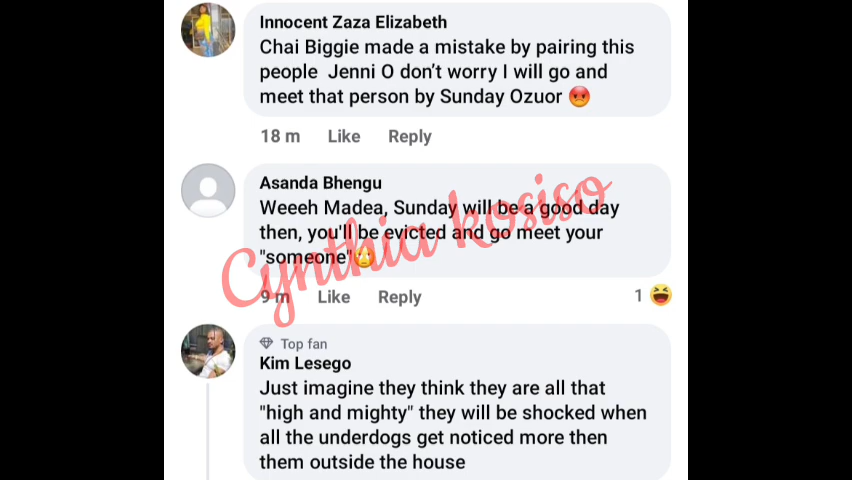 Innocent Zaza Elizabeth
Chai Biggie made a mistake by pairing this
people Jenni O don’t worry I will go and
meet that person by Sunday Ozuor 😡
18 m Like Reply
Asanda Bhengu
Weeeh Madea, Sunday will be a good day
then, you'll be evicted and go meet your
"someone"
Cynthia kosiso
9 m Like Reply 1 😆
Top fan
Kim Lesego
Just imagine they think they are all that
"high and mighty" they will be shocked when
all the underdogs get noticed more then
them outside the house